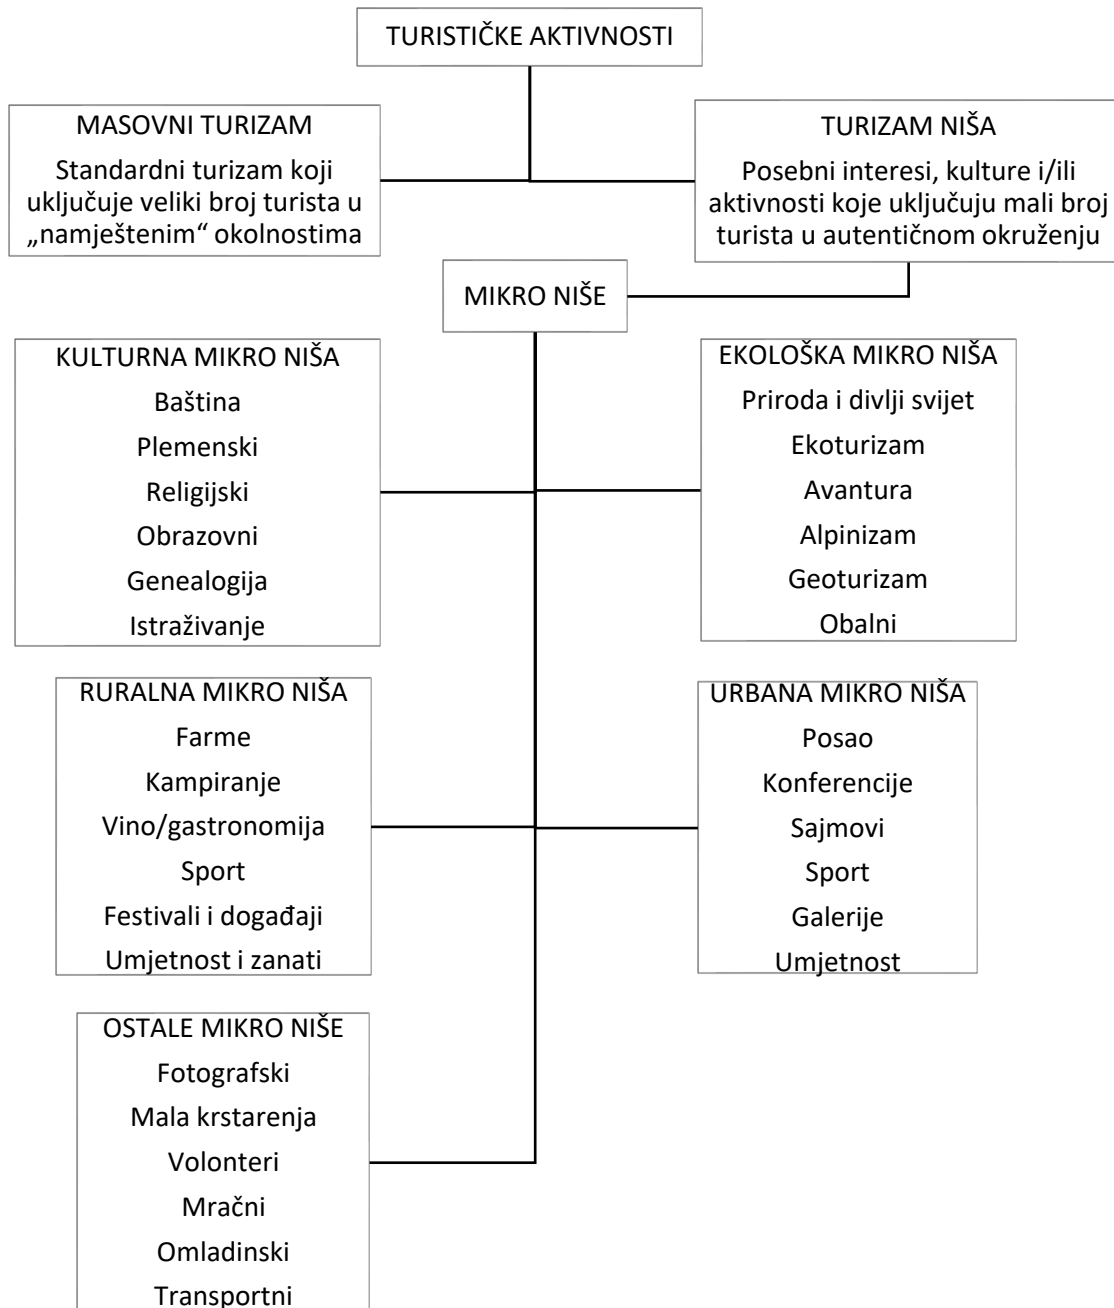 TURISTIČKE AKTIVNOSTI
MASOVNI TURIZAM
Standardni turizam koji
uključuje veliki broj turista u
„namještenim“ okolnostima
TURIZAM NIŠA
Posebni interesi, kulture i/ili
aktivnosti koje uključuju mali broj
turista u autentičnom okruženju
MIKRO NIŠE
KULTURNA MIKRO NIŠA
Baština
Plemenski
Religijski
Obrazovni
Genealogija
Istraživanje
EKOLOŠKA MIKRO NIŠA
Priroda i divlji svijet
Ekoturizam
Avantura
Alpinizam
Geoturizam
Obalni
RURALNA MIKRO NIŠA
Farme
Kampiranje
Vino/gastronomija
Sport
Festivali i događaji
Umjetnost i zanati
URBANA MIKRO NIŠA
Posao
Konferencije
Sajmovi
Sport
Galerije
Umjetnost
OSTALE MIKRO NIŠE
Fotografski
Mala krstarenja
Volonteri
Mračni
Omladinski
Transportni